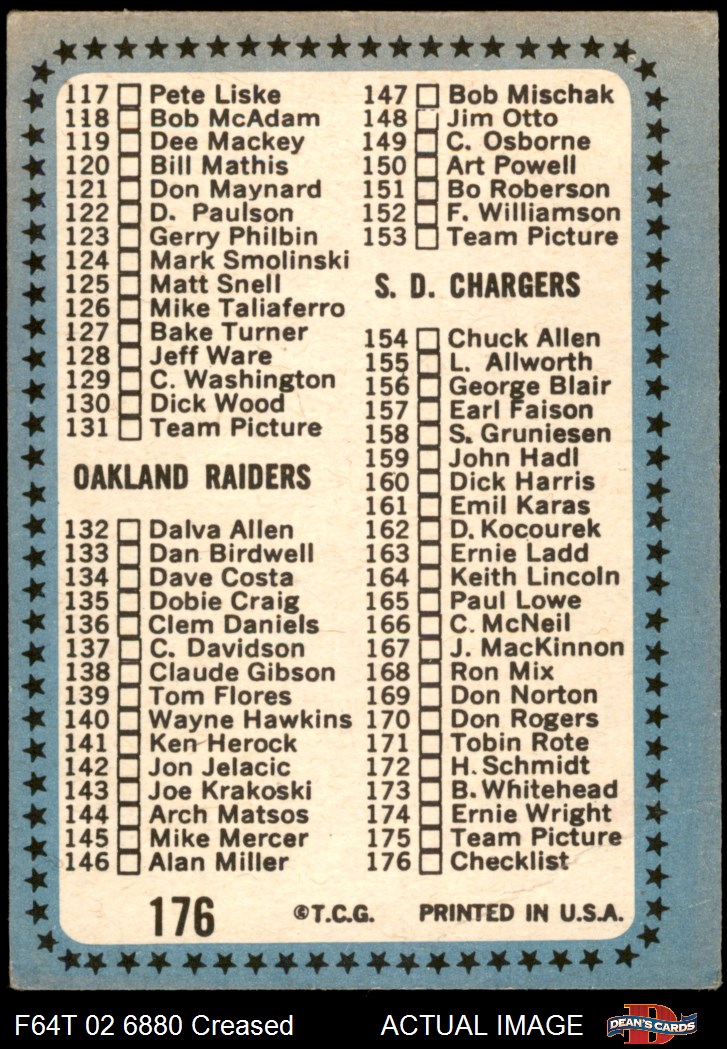 117 Pete Liske
118 Bob McAdam
119 Dee Mackey
120 Bill Mathis
121 Don Maynard
122 D. Paulson
123 Gerry Philbin
124 Mark Smolinski
125 Matt Snell
126 Mike Taliaferro
127 Bake Turner
128 Jeff Ware
129 C. Washington
130 Dick Wood
131 Team Picture
OAKLAND RAIDERS
132 Dalva Allen
133 Dan Birdwell
134 Dave Costa
135 Dobie Craig
136 Clem Daniels
137 C. Davidson
138 Claude Gibson
139 Tom Flores
140 Wayne Hawkins
141 Ken Herock
142 Jon Jelacic
143 Joe Krakoski
144 Arch Matsos
145 Mike Mercer
146 Alan Miller
147 Bob Mischak
148 Jim Otto
149 C. Osborne
150 Art Powell
151 Bo Roberson
152 F. Williamson
153 Team Picture
S. D. CHARGERS
154 Chuck Allen
155 L. Allworth
156 George Blair
157 Earl Faison
158 S. Gruniesen
159 John Hadl
160 Dick Harris
161 Emil Karas
162 D. Kocourek
163 Ernie Ladd
164 Keith Lincoln
165 Paul Lowe
166 C. McNeil
167 J. MacKinnon
168 Ron Mix
169 Don Norton
170 Don Rogers
171 Tobin Rote
172 H. Schmidt
173 B. Whitehead
174 Ernie Wright
175 Team Picture
176 Checklist
176 ©T.C.G. PRINTED IN U.S.A.
F64T 02 6880 Creased ACTUAL IMAGE
D
DEAN'S CARDS